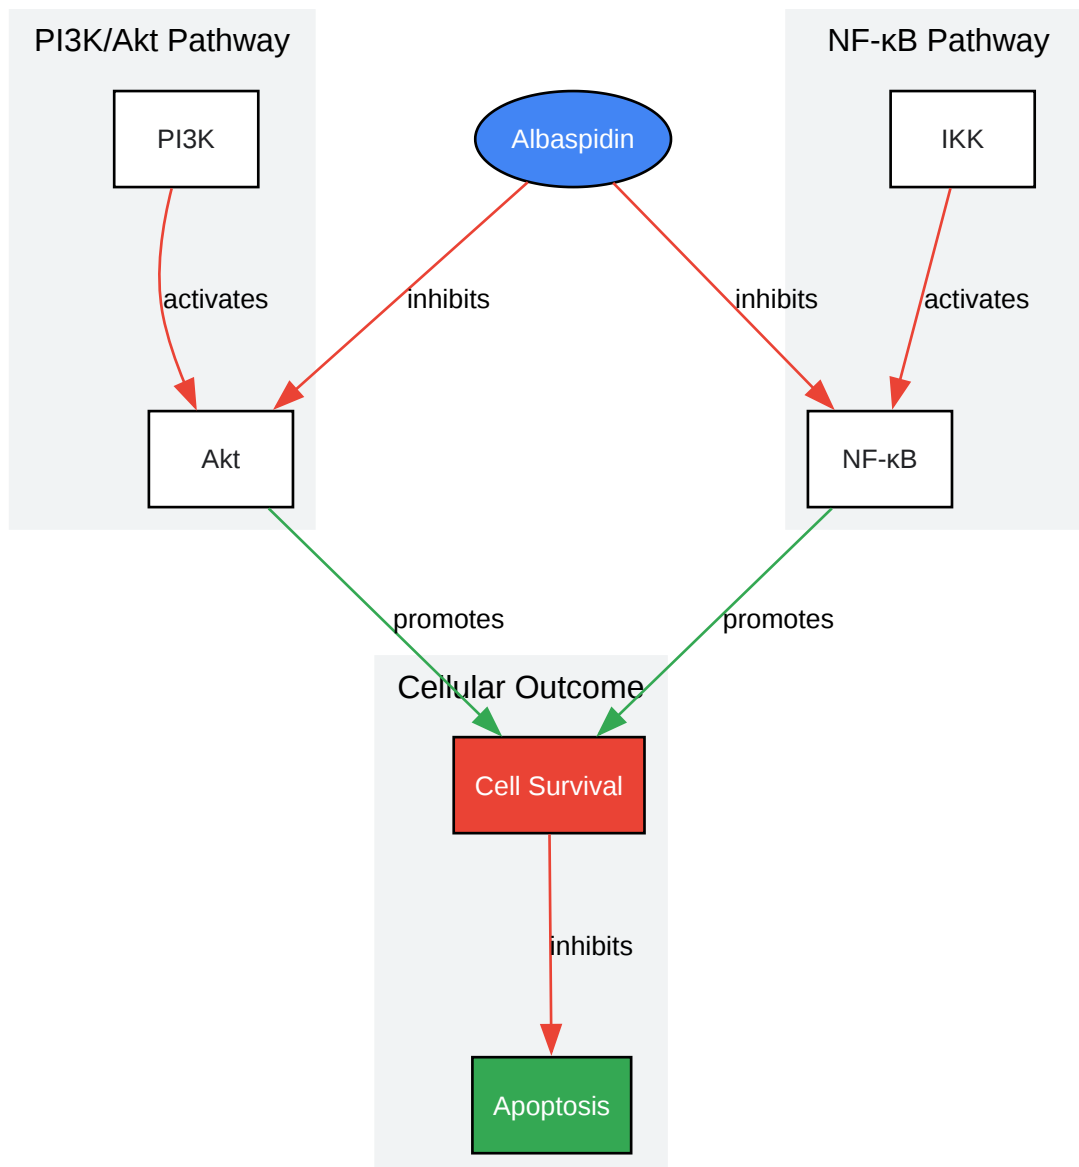 PI3K/Akt Pathway
NF-κB Pathway
PI3K
Albaspidin
IKK
activates
inhibits
inhibits
activates
Akt
NF-κB
promotes
promotes
Cellular Outcome
Cell Survival
inhibits
Apoptosis